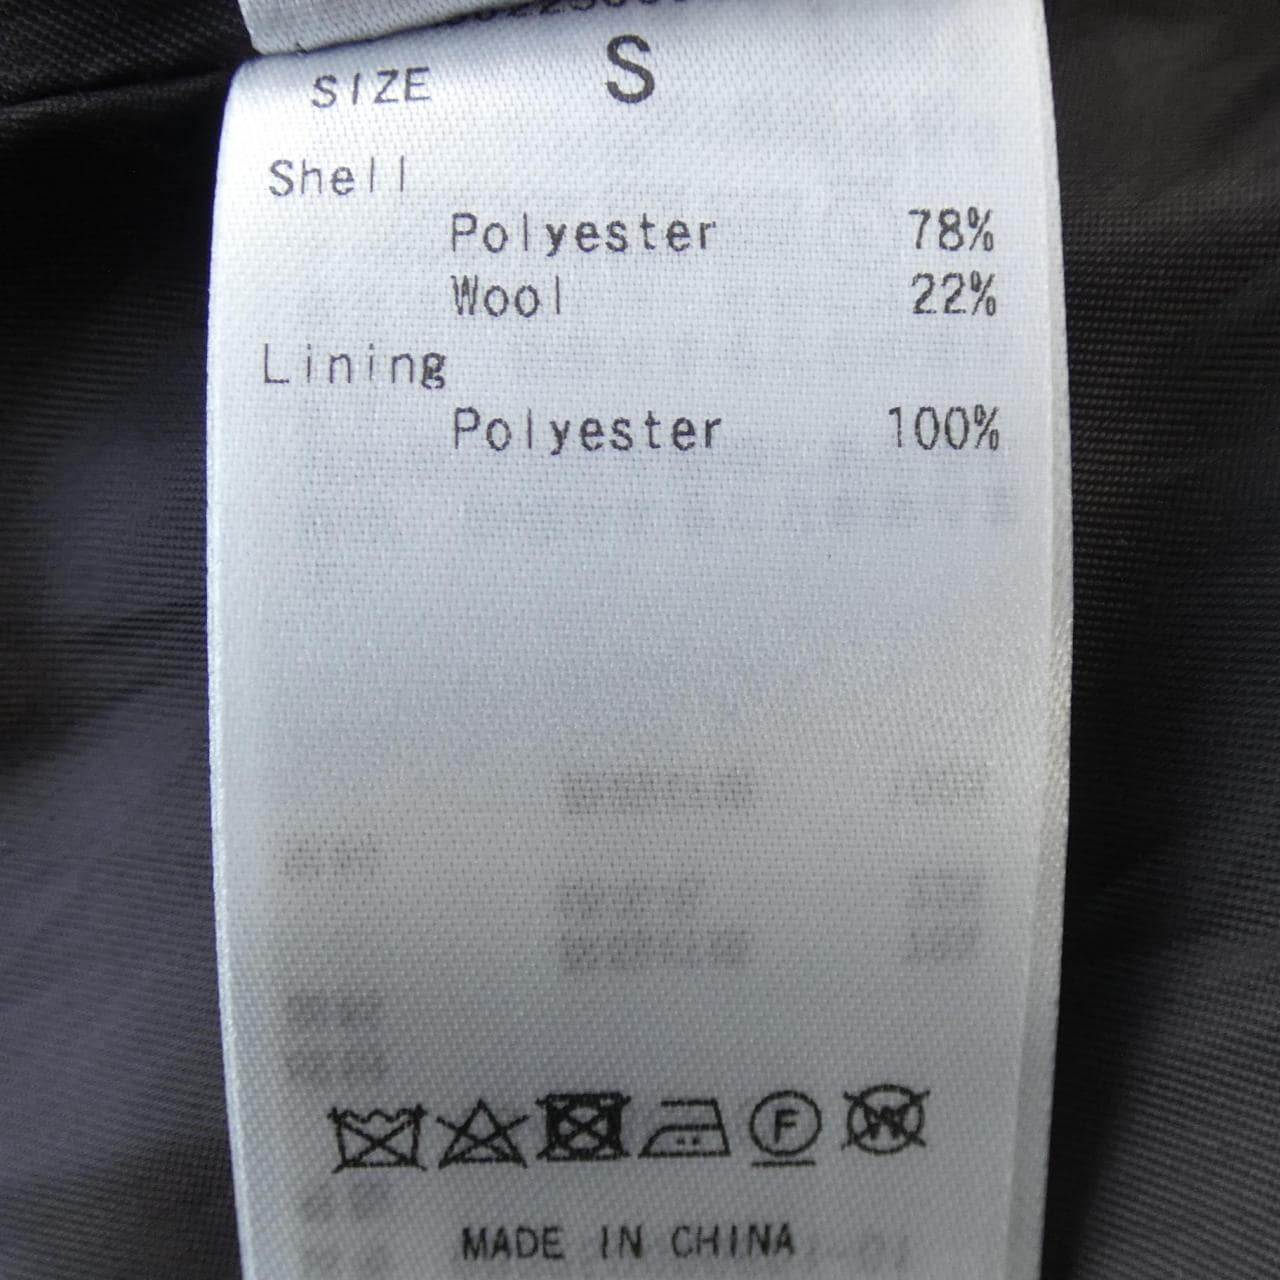 SIZE S
Shell
Polyester 78%
Wool 22%
Lining
Polyester 100%
F
W
MADE IN CHINA